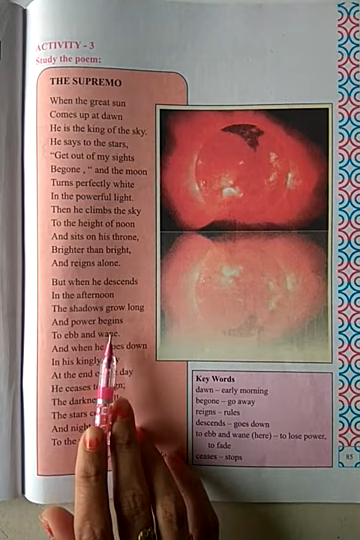 ACTIVITY - 3
Study the poem:
THE SUPREMO
When the great sun
Comes up at dawn
He is the king of the sky.
He says to the stars,
"Get out of my sights
Begone , " and the moon
Turns perfectly white
In the powerful light.
Then he climbs the sky
To the height of noon
And sits on his throne,
Brighter than bright,
And reigns alone.
But when he descends
In the afternoon
The shadows grow long
And power begins
To ebb and wane.
And when he goes down
In his kingly
At the end day
He ceases
The darkne
The stars
And nigh
To the
Key Words
dawn – early morning
begone – go away
reigns – rules
descends – goes down
to ebb and wane (here) – to lose power,
to fade
ceases – stops
85